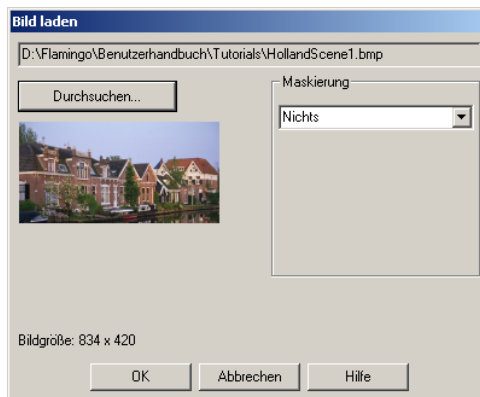 Bild laden
D:\Flamingo\Benutzerhandbuch\Tutorials\HollandScene1.bmp
Durchsuchen...
Maskierung
Nichts
Bildgröße: 834 x 420
OK
Abbrechen
Hilfe